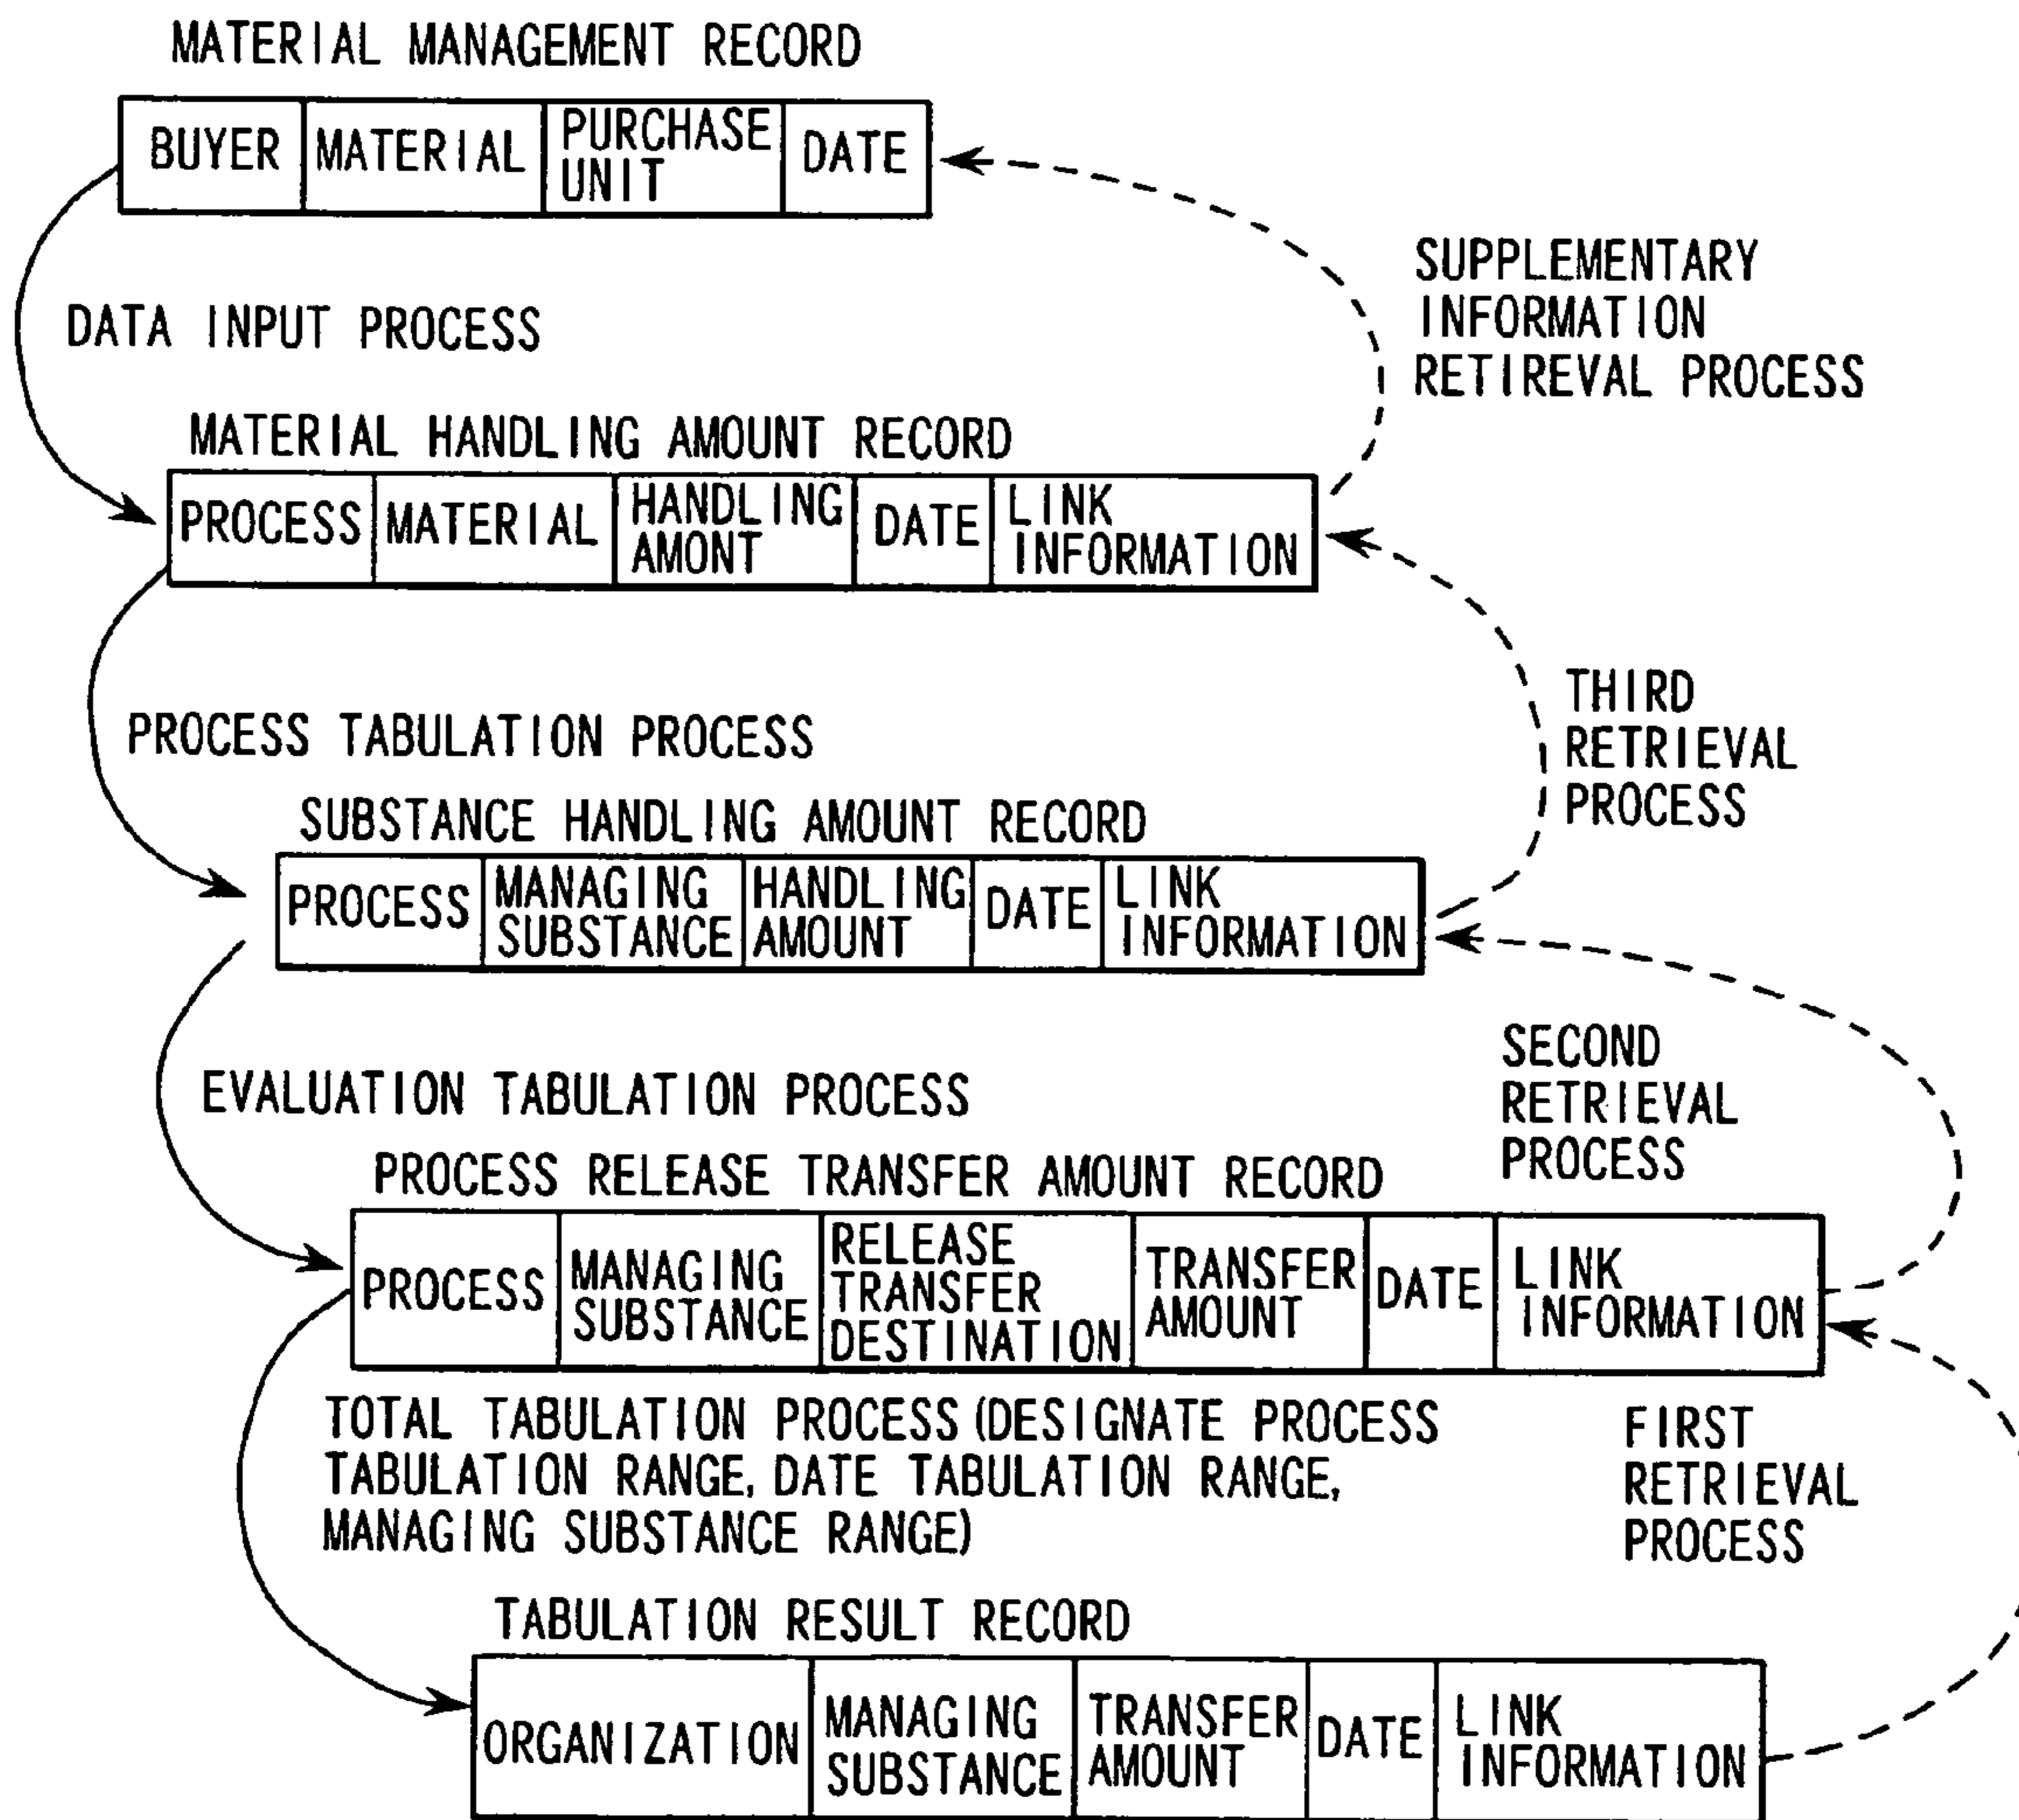 MATERIAL MANAGEMENT RECORD
BUYER
MATERIAL
PURCHASE
UNIT
DATE
SUPPLEMENTARY
INFORMATION
RETIREVAL PROCESS
DATA INPUT PROCESS
MATERIAL HANDLING AMOUNT RECORD
PROCESS
MATERIAL
HANDLING
AMONT
DATE
LINK
INFORMATION
THIRD
RETRIEVAL
PROCESS
PROCESS TABULATION PROCESS
SUBSTANCE HANDLING AMOUNT RECORD
PROCESS
MANAGING
SUBSTANCE
HANDLING
AMOUNT
DATE
LINK
INFORMATION
SECOND
RETRIEVAL
PROCESS
EVALUATION TABULATION PROCESS
PROCESS RELEASE TRANSFER AMOUNT RECORD
PROCESS
MANAGING
SUBSTANCE
RELEASE
TRANSFER
DESTINATION
TRANSFER
AMOUNT
DATE
LINK
INFORMATION
TOTAL TABULATION PROCESS (DESIGNATE PROCESS
TABULATION RANGE, DATE TABULATION RANGE,
MANAGING SUBSTANCE RANGE)
FIRST
RETRIEVAL
PROCESS
TABULATION RESULT RECORD
ORGANIZATION
MANAGING
SUBSTANCE
TRANSFER
AMOUNT
DATE
LINK
INFORMATION